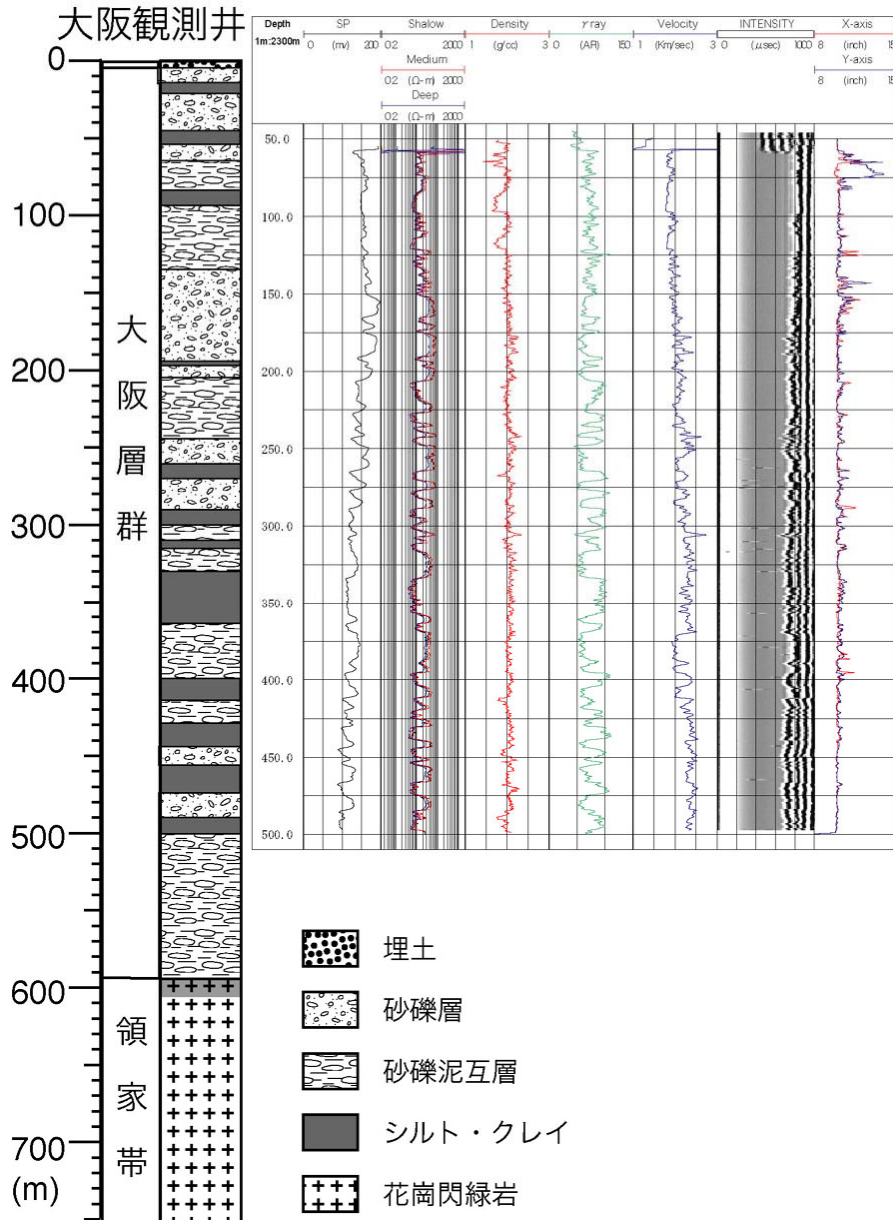 大阪観測井
0
100
200
300
400
500
600
700
(m)
大阪層群
領家帯
Depth
1m:2300m
SP
0 (mv) 200
Shalow
0.2 2000
Medium
0.2 (Ω-m) 2000
Deep
0.2 (Ω-m) 2000
Density
1 (g/cc) 3
γ ray
0 (API) 150
Velocity
1 (Km/sec) 3
INTENSITY
0 (μsec) 1000
X-axis
8 (inch) 15
Y-axis
8 (inch) 15
50.0
100.0
150.0
200.0
250.0
300.0
350.0
400.0
450.0
500.0
埋土
砂礫層
砂礫泥互層
シルト・クレイ
花崗閃緑岩